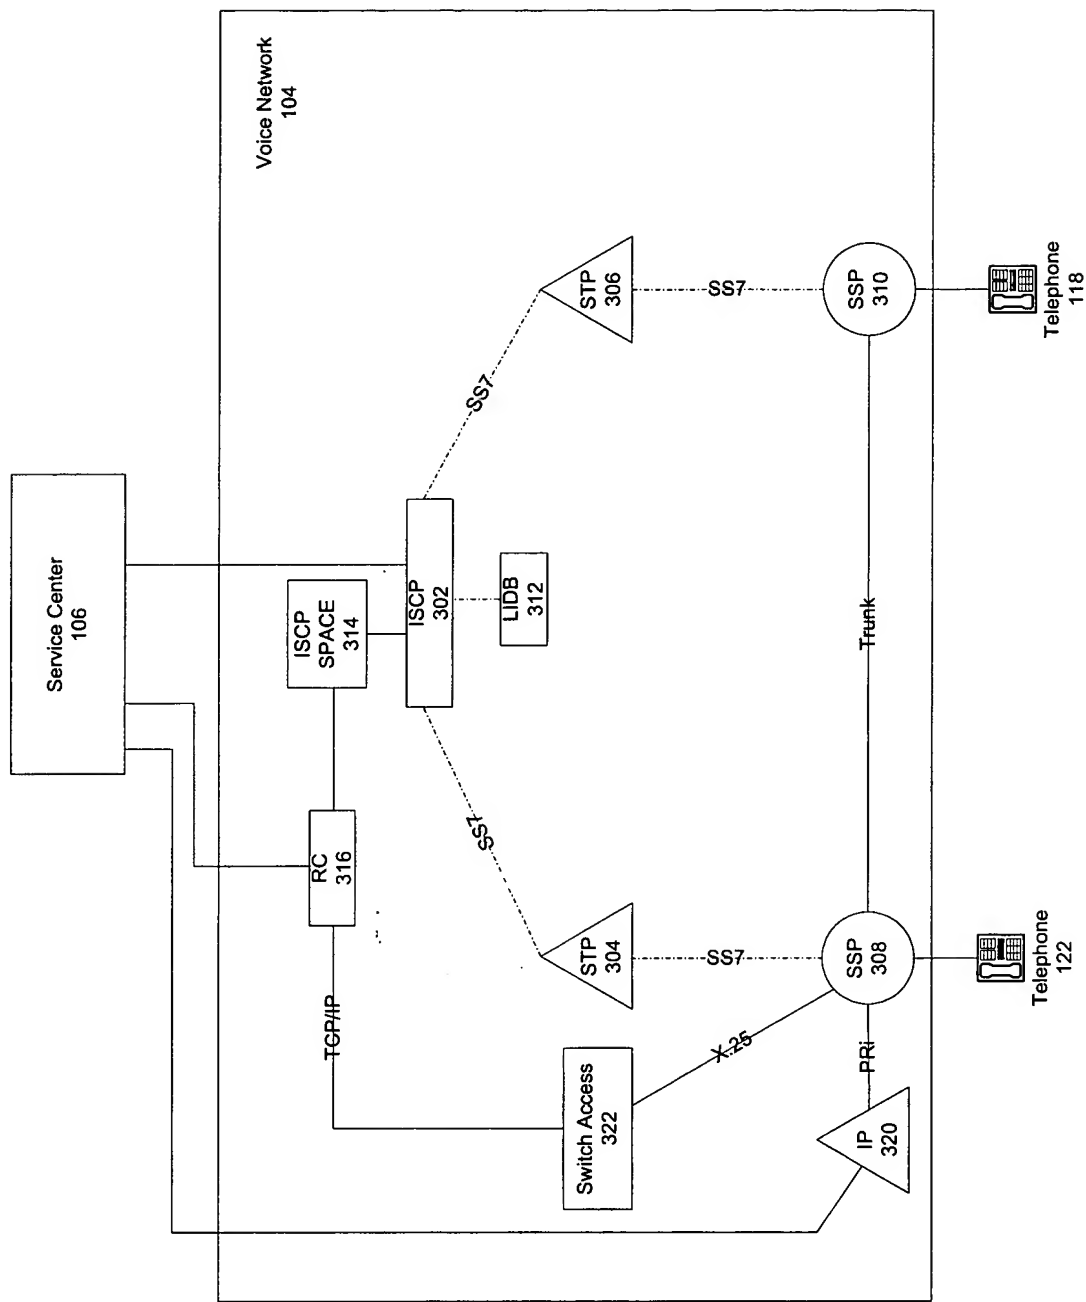 Service Center
106
Voice Network
104
ISCP
SPACE
314
RC
316
ISCP
302
LIDB
312
SS7
SS7
TCP/IP
STP
304
STP
306
Switch Access
322
X.25
SS7
SS7
IP
320
PRi
SSP
308
Trunk
SSP
310
Telephone
122
Telephone
118